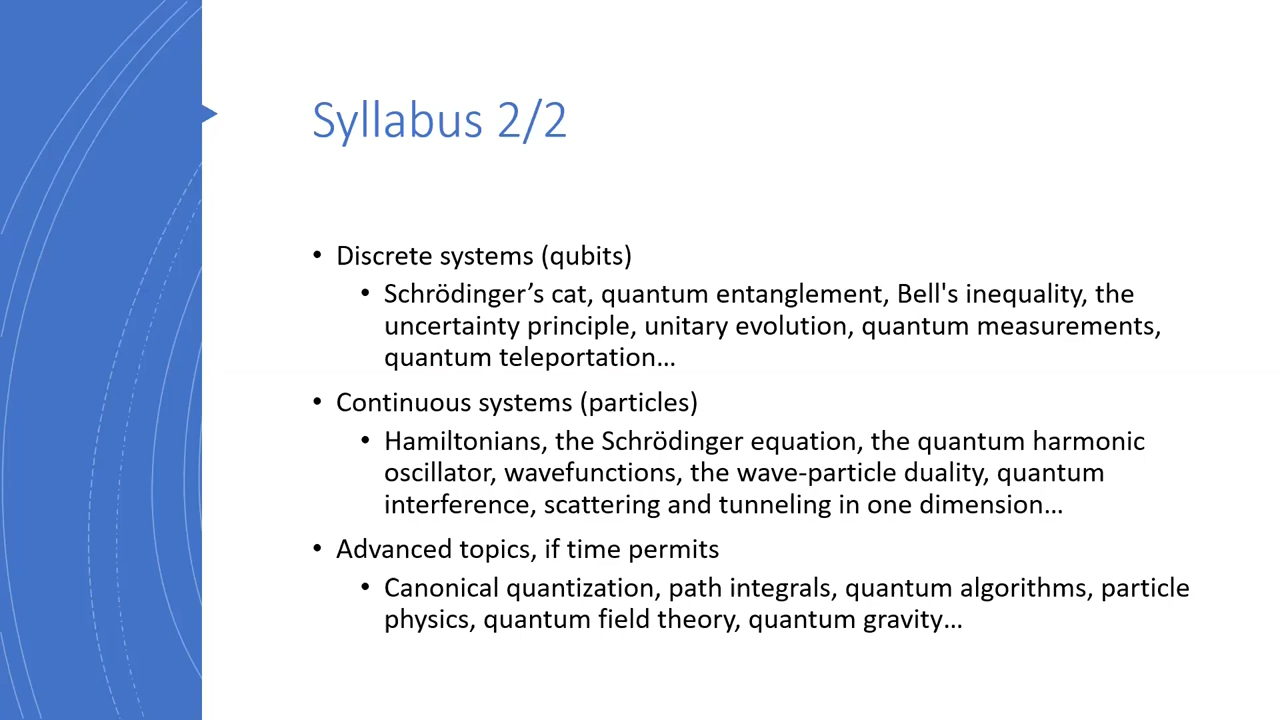 Syllabus 2/2
• Discrete systems (qubits)
• Schrödinger’s cat, quantum entanglement, Bell's inequality, the
uncertainty principle, unitary evolution, quantum measurements,
quantum teleportation…
• Continuous systems (particles)
• Hamiltonians, the Schrödinger equation, the quantum harmonic
oscillator, wavefunctions, the wave-particle duality, quantum
interference, scattering and tunneling in one dimension…
• Advanced topics, if time permits
• Canonical quantization, path integrals, quantum algorithms, particle
physics, quantum field theory, quantum gravity…